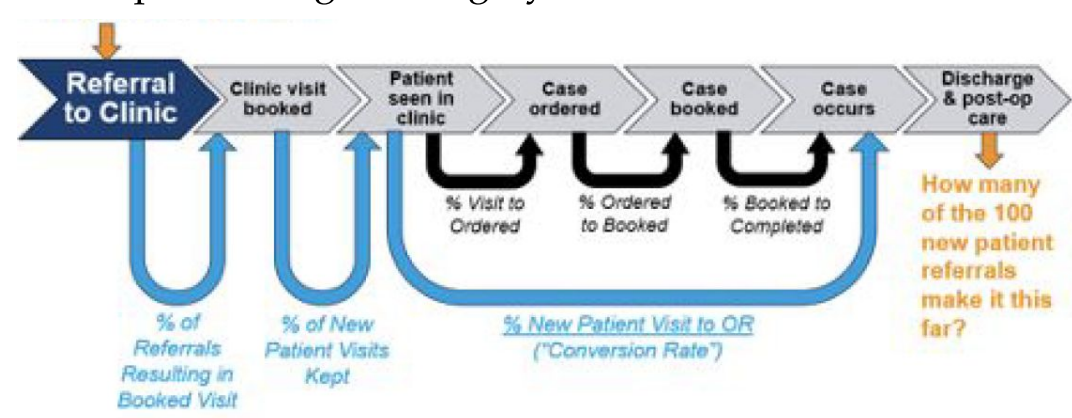 Referral
to Clinic
Clinic visit
booked
Patient
seen in
clinic
Case
ordered
Case
booked
Case
occurs
Discharge
& post-op
care
% Visit to
Ordered
% Ordered
to Booked
% Booked to
Completed
How many
of the 100
new patient
referrals
make it this
far?
% of
Referrals
Resulting in
Booked Visit
% of New
Patient Visits
Kept
% New Patient Visit to OR
("Conversion Rate")